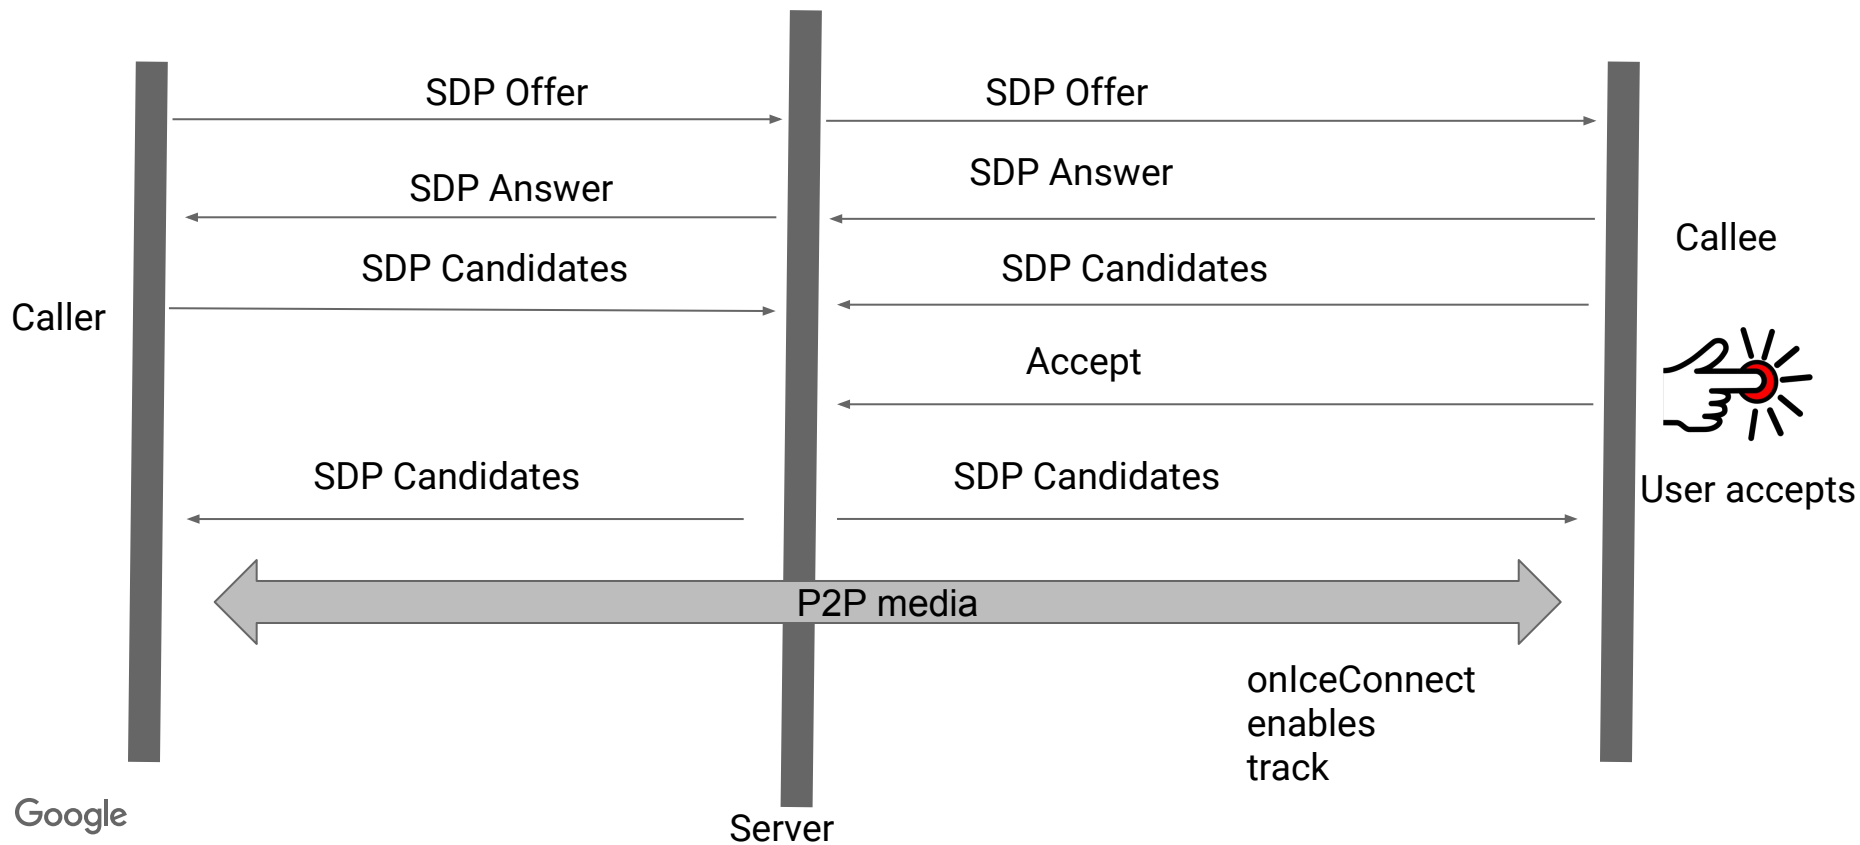 SDP Offer
SDP Offer
SDP Answer
SDP Answer
Callee
SDP Candidates
SDP Candidates
Caller
Accept
SDP Candidates
SDP Candidates
User accepts
P2P media
onIceConnect
enables
track
Google
Server